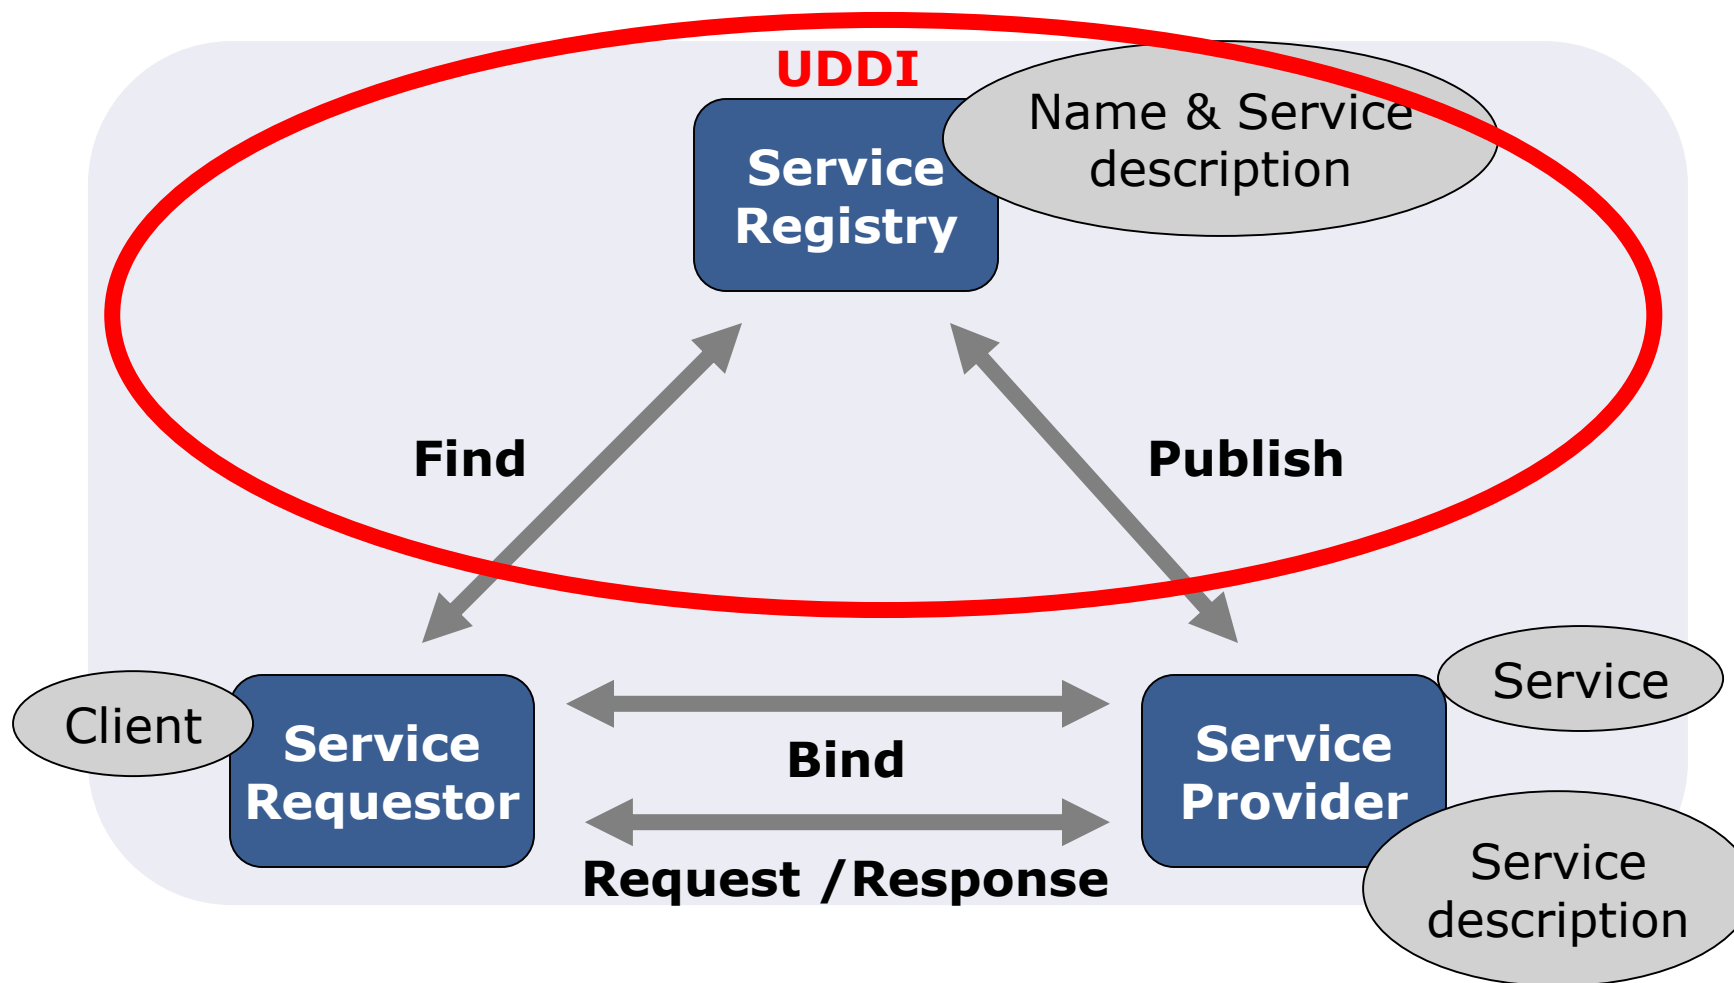 UDDI
Name & Service
description
Service
Registry
Find
Publish
Client
Service
Requestor
Bind
Request /Response
Service
Provider
Service
Service
description